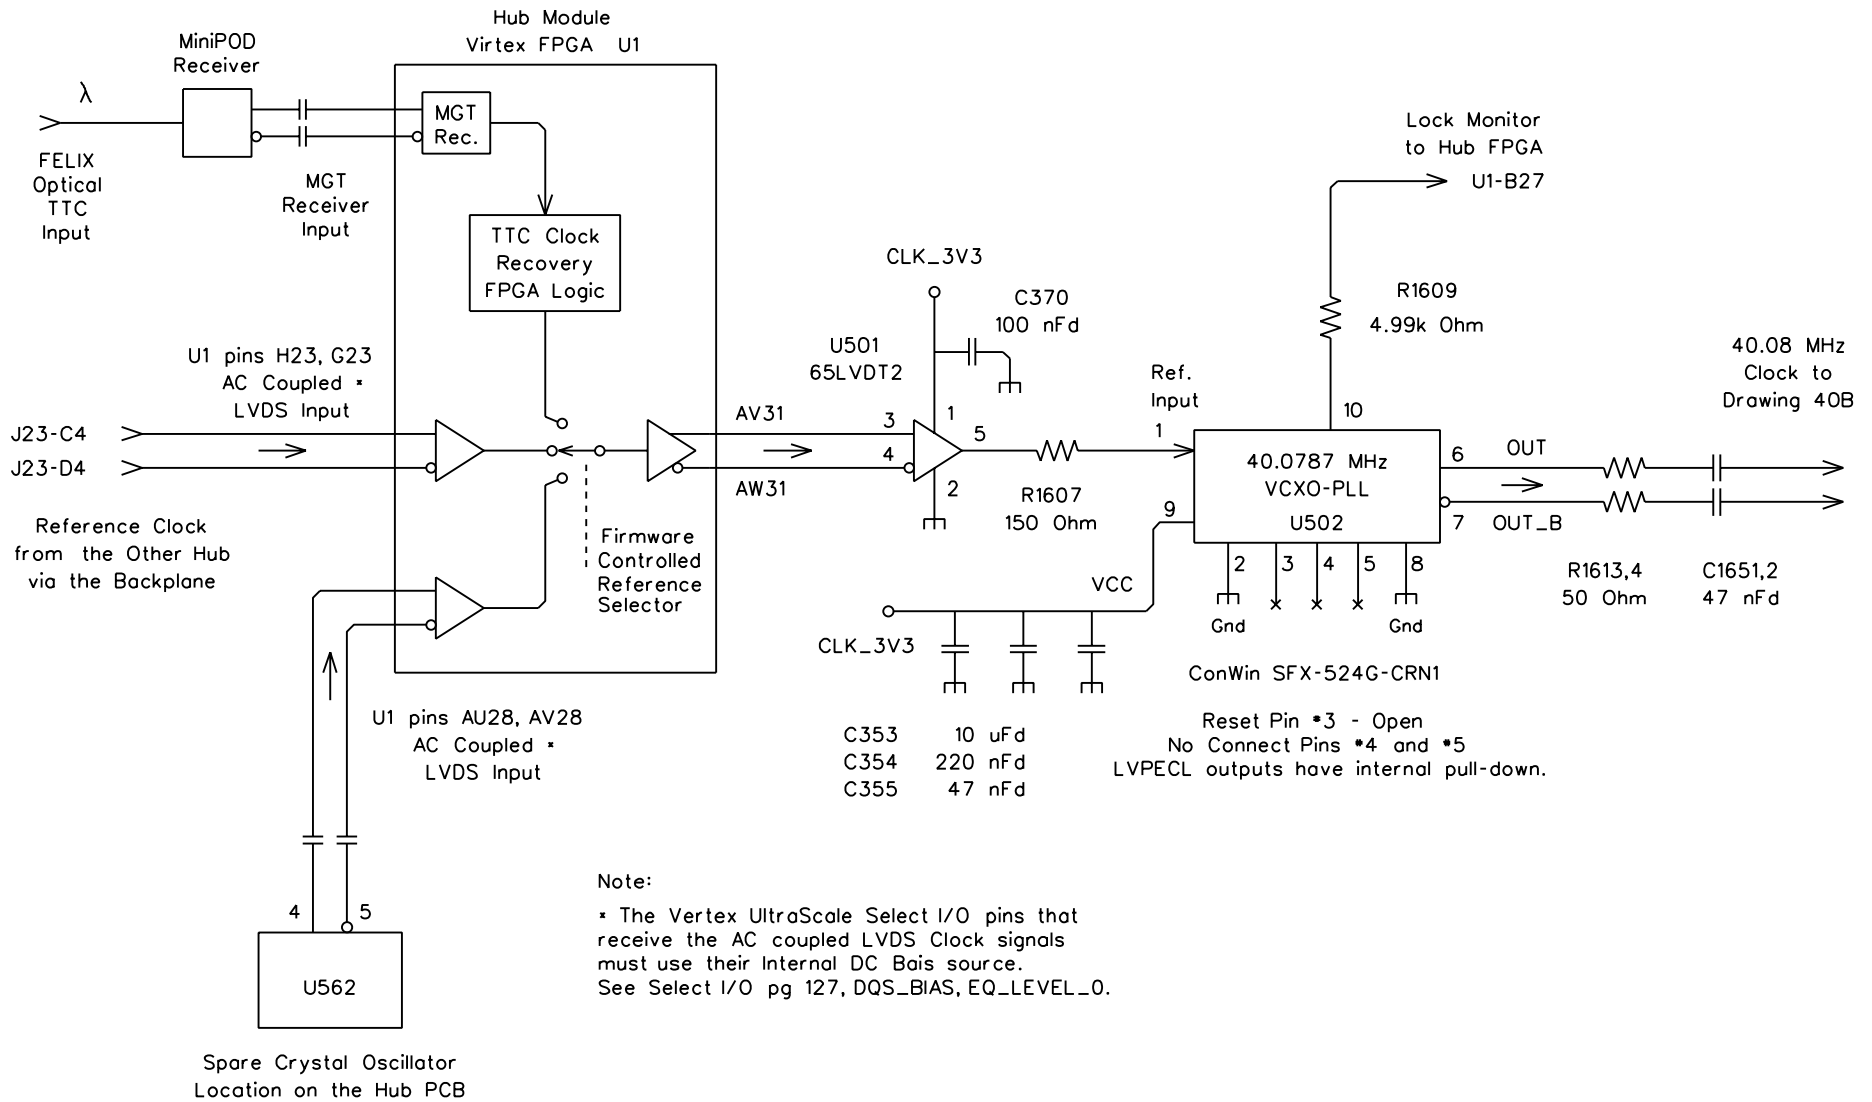 Hub Module
Virtex FPGA U1
MiniPOD
Receiver
λ
FELIX
Optical
TTC
Input
MGT
Receiver
Input
MGT
Rec.
TTC Clock
Recovery
FPGA Logic
U1 pins H23, G23
AC Coupled *
LVDS Input
J23-C4
J23-D4
Reference Clock
from the Other Hub
via the Backplane
Firmware
Controlled
Reference
Selector
AV31
AW31
U1 pins AU28, AV28
AC Coupled *
LVDS Input
4
5
U562
Spare Crystal Oscillator
Location on the Hub PCB
CLK_3V3
C370
100 nFd
U501
65LVDT2
3
4
1
2
5
R1607
150 Ohm
Ref.
Input
1
9
VCC
CLK_3V3
C353 10 uFd
C354 220 nFd
C355 47 nFd
Lock Monitor
to Hub FPGA
U1-B27
R1609
4.99k Ohm
10
40.0787 MHz
VCXO-PLL
U502
2
3
4
5
8
Gnd
Gnd
6
7
OUT
OUT_B
40.08 MHz
Clock to
Drawing 40B
R1613,4
50 Ohm
C1651,2
47 nFd
ConWin SFX-524G-CRN1
Reset Pin #3 - Open
No Connect Pins #4 and #5
LVPECL outputs have internal pull-down.
Note:
* The Vertex UltraScale Select I/O pins that
receive the AC coupled LVDS Clock signals
must use their Internal DC Bais source.
See Select I/O pg 127, DQS_BIAS, EQ_LEVEL_0.